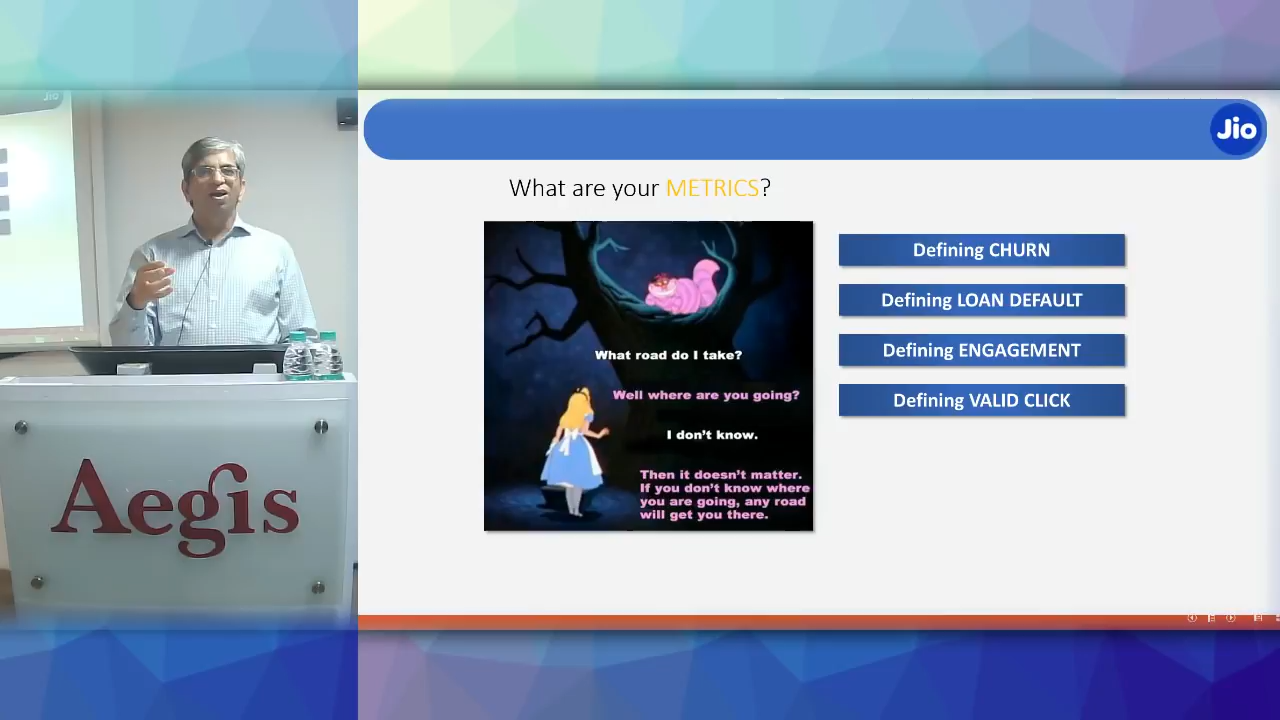 Jio
Aegis
Jio
What are your METRICS?
What road do I take?
Well where are you going?
I don't know.
Then it doesn't matter.
If you don't know where
you are going, any road
will get you there.
Defining CHURN
Defining LOAN DEFAULT
Defining ENGAGEMENT
Defining VALID CLICK